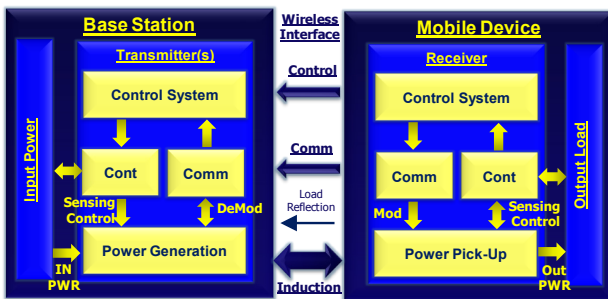 Base Station
Transmitter(s)
Control System
Cont
Comm
Sensing
Control
DeMod
Power Generation
Input Power
IN
PWR
Wireless
Interface
Control
Comm
Load
Reflection
Induction
Mobile Device
Receiver
Control System
Comm
Cont
Mod
Sensing
Control
Power Pick-Up
Output Load
Out
PWR